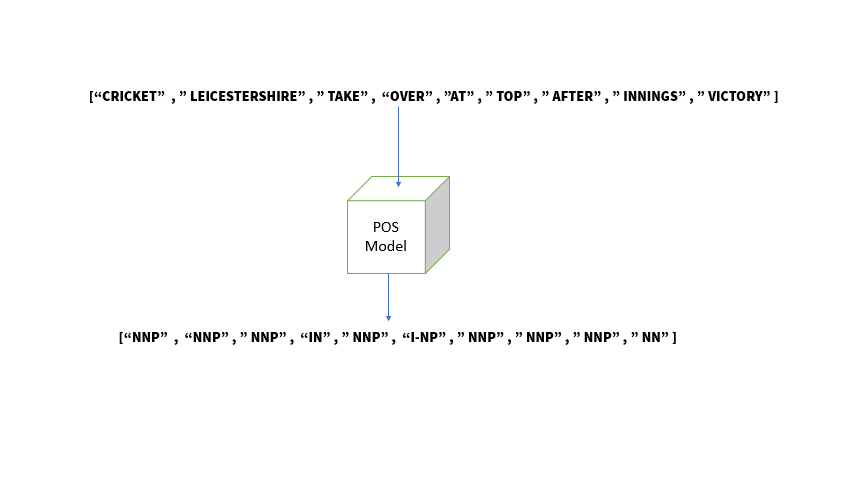 [“CRICKET” , ” LEICESTERSHIRE” , ” TAKE” , “OVER” , ”AT” , ” TOP” , ” AFTER” , ” INNINGS” , ” VICTORY” ]
POS
Model
[“NNP” , “NNP” , ” NNP” , “IN” , ” NNP” , “I-NP” , ” NNP” , ” NNP” , ” NNP” , ” NN” ]